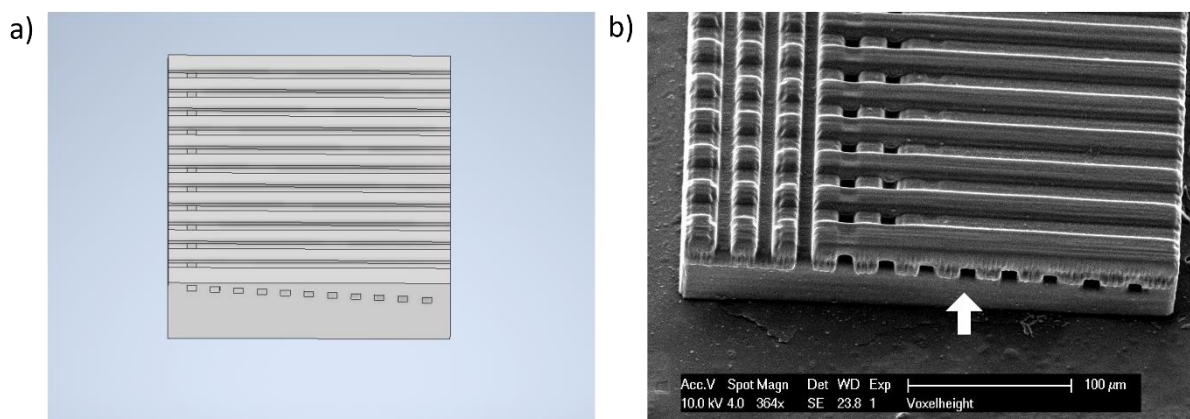 a)
b)
Acc.V Spot Magn Det WD Exp
10.0 kV 4.0 364x SE 23.8 1
100 µm
Voxelheight